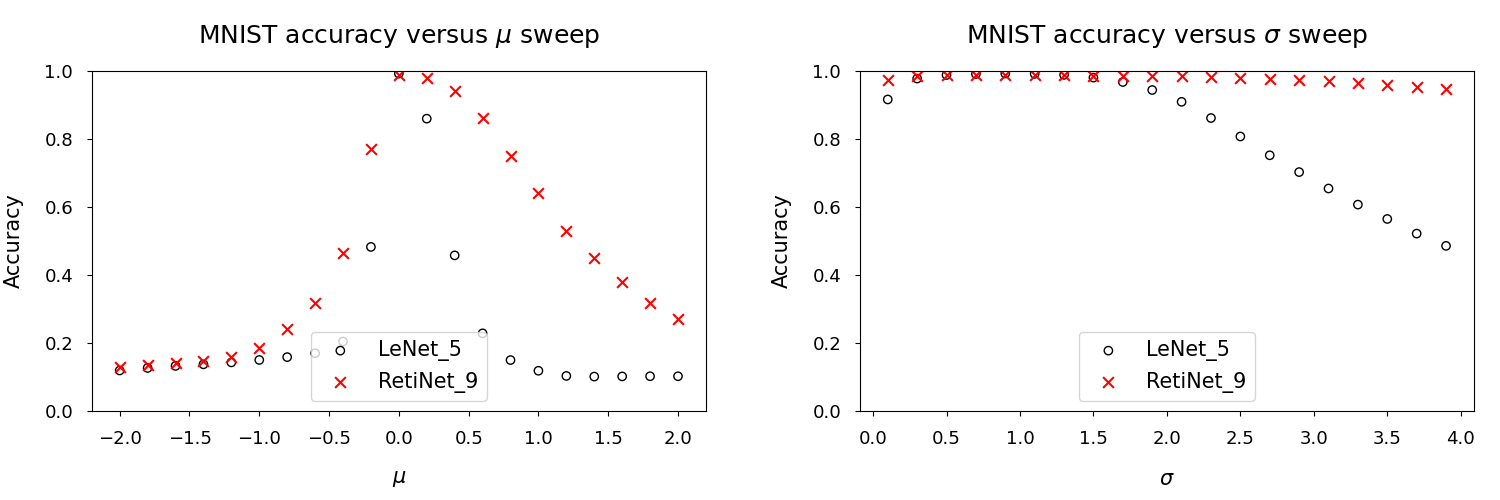 MNIST accuracy versus μ sweep
Accuracy
1.0
0.8
0.6
0.4
0.2
0.0
LeNet_5
RetiNet_9
−2.0 −1.5 −1.0 −0.5 0.0 0.5 1.0 1.5 2.0
μ
MNIST accuracy versus σ sweep
Accuracy
1.0
0.8
0.6
0.4
0.2
0.0
LeNet_5
RetiNet_9
0.0 0.5 1.0 1.5 2.0 2.5 3.0 3.5 4.0
σ